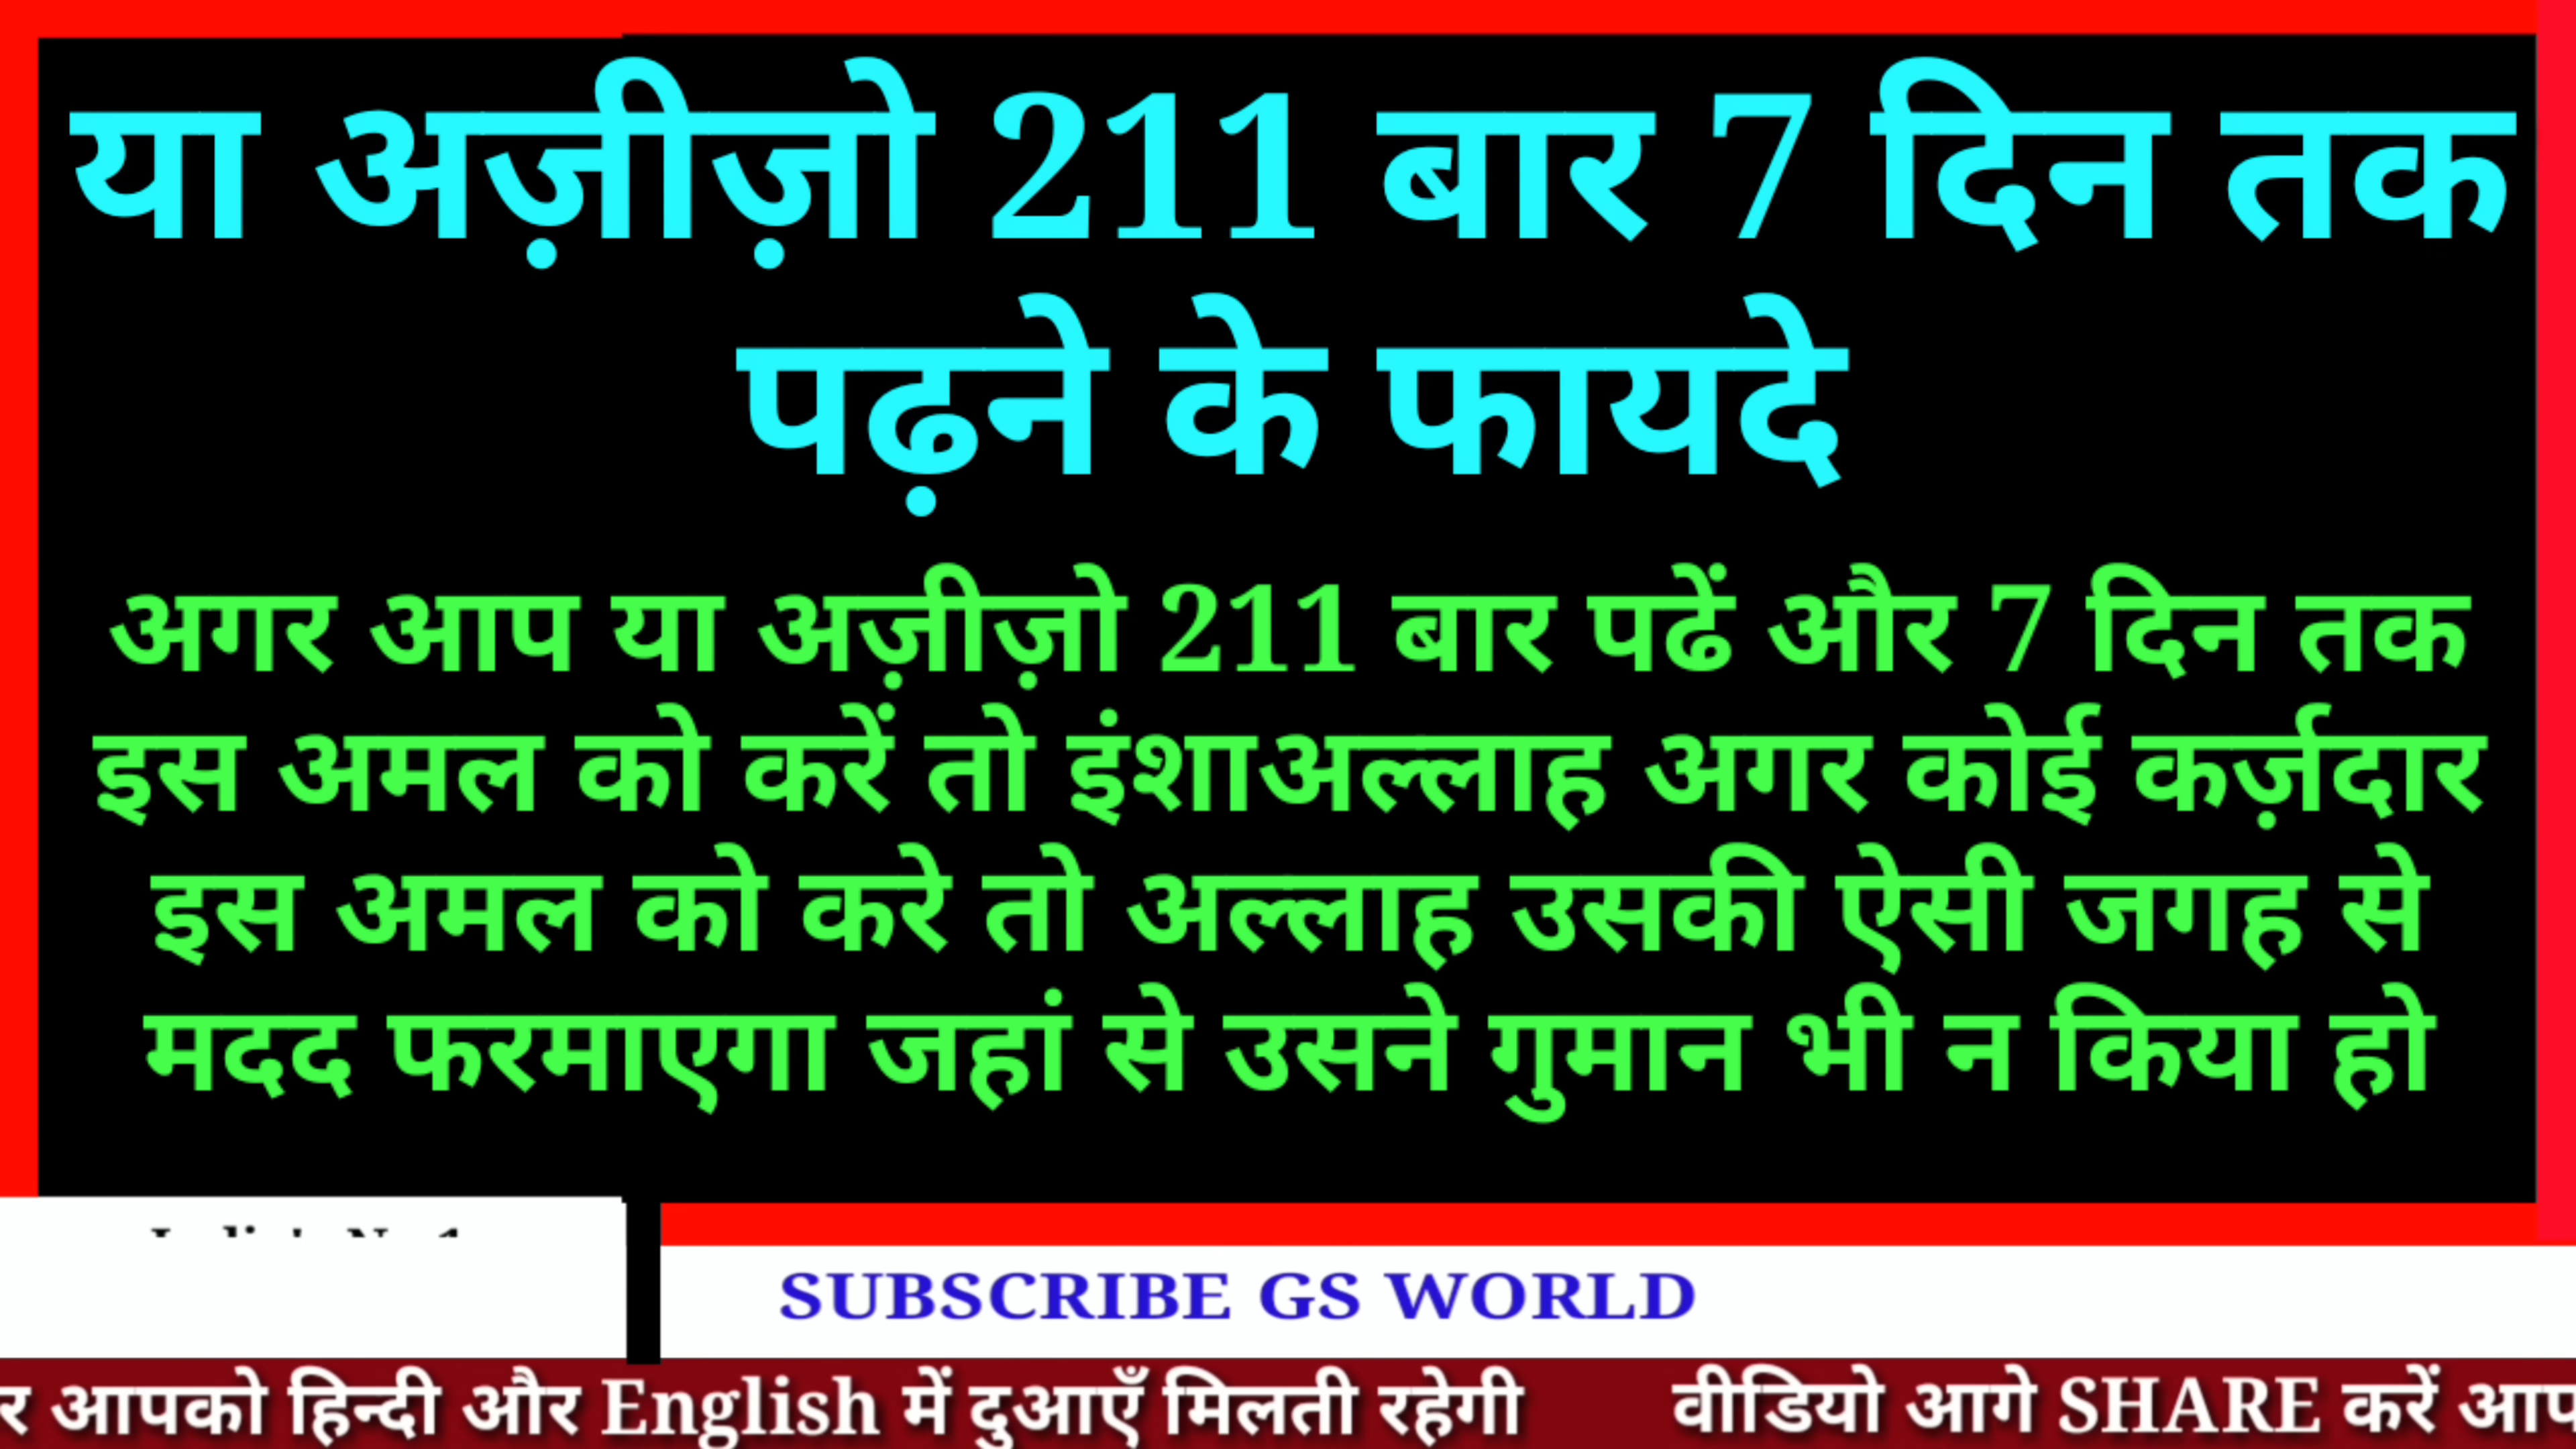 या अज़ीज़ो 211 बार 7 दिन तक
पढ़ने के फायदे
अगर आप या अज़ीज़ो 211 बार पढें और 7 दिन तक
इस अमल को करें तो इंशाअल्लाह अगर कोई कर्ज़दार
इस अमल को करे तो अल्लाह उसकी ऐसी जगह से
मदद फरमाएगा जहां से उसने गुमान भी न किया हो
SUBSCRIBE GS WORLD
र आपको हिन्दी और English में दुआएँ मिलती रहेगी वीडियो आगे SHARE करें आप